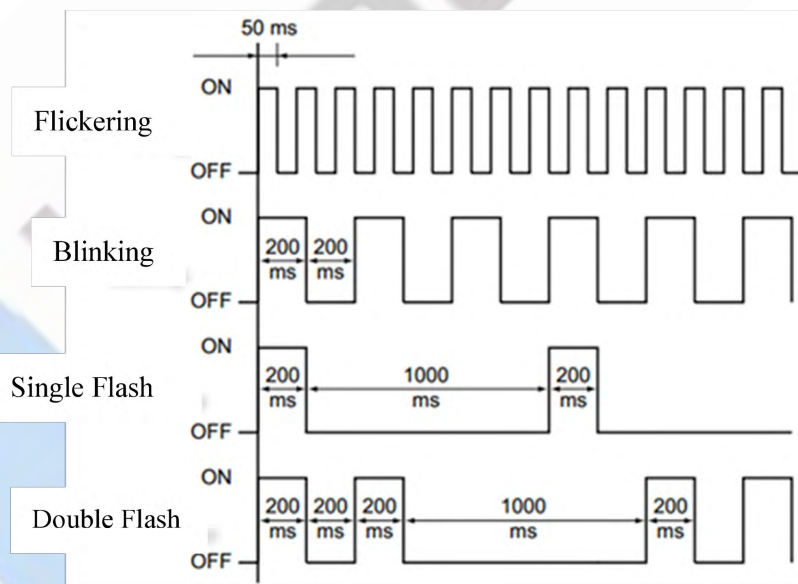 50 ms
ON
Flickering
OFF
ON
Blinking
200 ms
200 ms
OFF
ON
Single Flash
200 ms
1000 ms
200 ms
OFF
ON
Double Flash
200 ms
200 ms
200 ms
1000 ms
200 ms
OFF